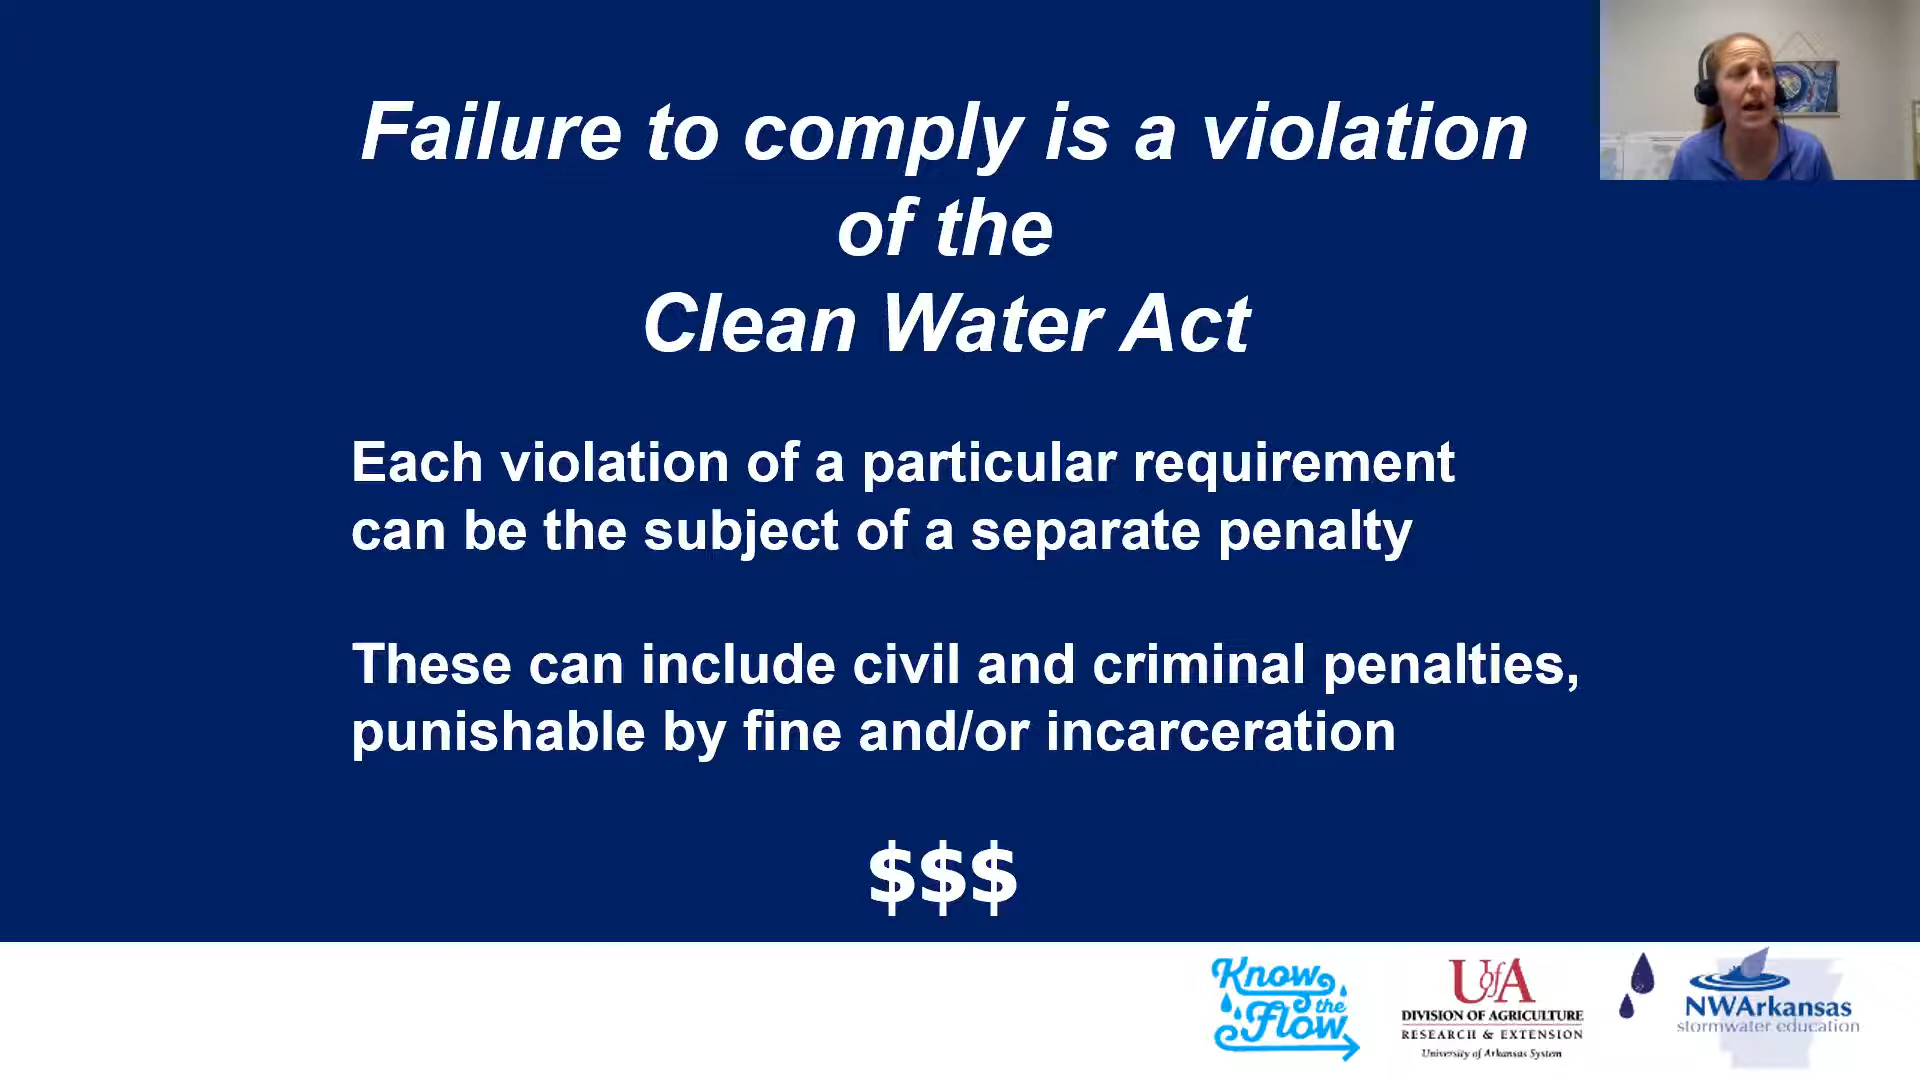 Failure to comply is a violation
of the
Clean Water Act
Each violation of a particular requirement
can be the subject of a separate penalty
These can include civil and criminal penalties,
punishable by fine and/or incarceration
$$$
Know
the
Flow
UofA
DIVISION OF AGRICULTURE
RESEARCH & EXTENSION
University of Arkansas System
NWArkansas
stormwater education